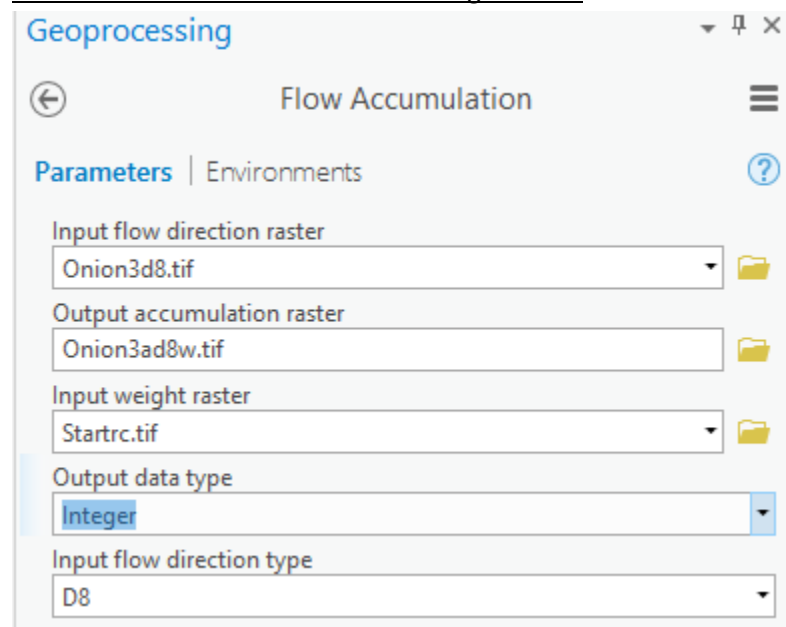 Geoprocessing
Flow Accumulation
Parameters | Environments
Input flow direction raster
Onion3d8.tif
Output accumulation raster
Onion3ad8w.tif
Input weight raster
Startrc.tif
Output data type
Integer
Input flow direction type
D8